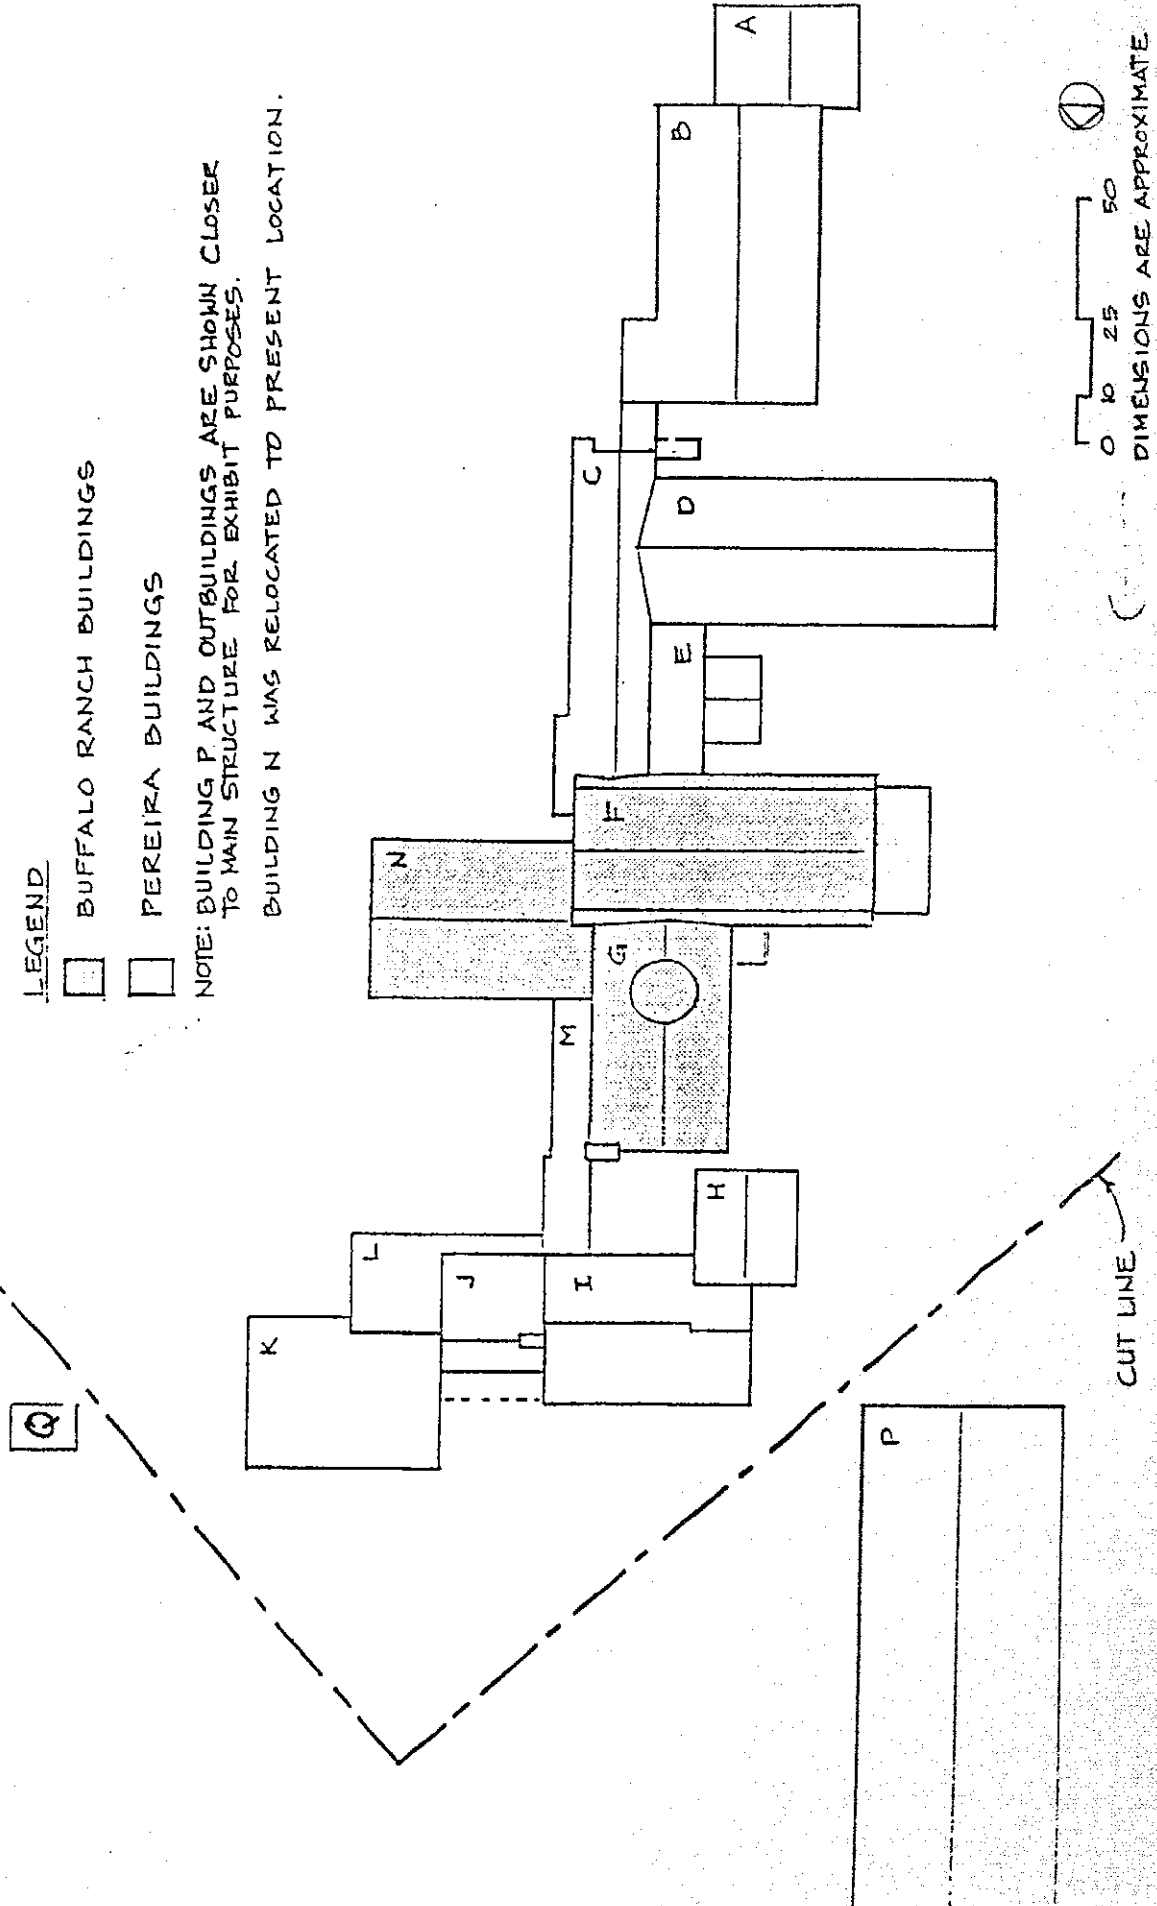 LEGEND
BUFFALO RANCH BUILDINGS
PEREIRA BUILDINGS
NOTE: BUILDING P AND OUTBUILDINGS ARE SHOWN CLOSER
TO MAIN STRUCTURE FOR EXHIBIT PURPOSES.
BUILDING N WAS RELOCATED TO PRESENT LOCATION.
Q
K
L
J
I
H
M
N
G
F
E
C
D
B
A
P
CUT LINE
0 10 25 50
DIMENSIONS ARE APPROXIMATE